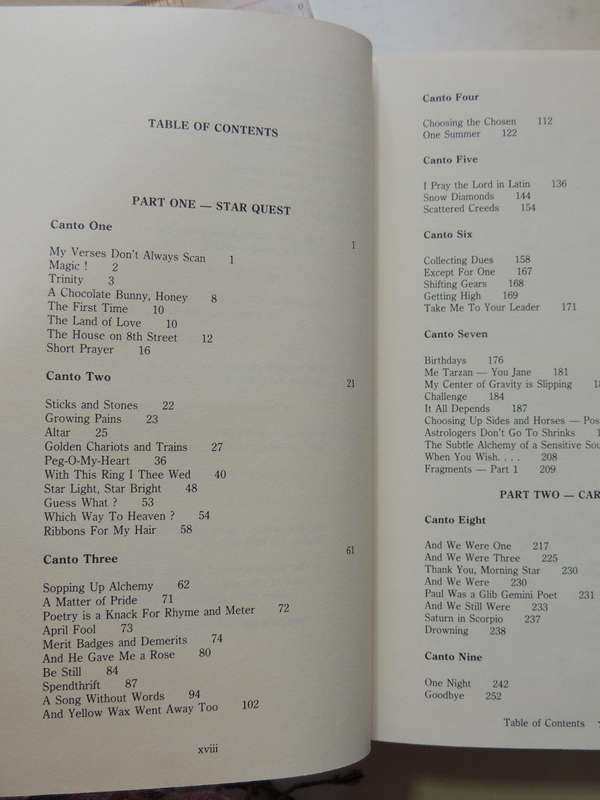 TABLE OF CONTENTS
PART ONE — STAR QUEST
Canto One 1
My Verses Don't Always Scan 1
Magic ! 2
Trinity 3
A Chocolate Bunny, Honey 8
The First Time 10
The Land of Love 10
The House on 8th Street 12
Short Prayer 16
Canto Two 21
Sticks and Stones 22
Growing Pains 23
Altar 25
Golden Chariots and Trains 27
Peg-O-My-Heart 36
With This Ring I Thee Wed 40
Star Light, Star Bright 48
Guess What ? 53
Which Way To Heaven ? 54
Ribbons For My Hair 58
Canto Three 61
Sopping Up Alchemy 62
A Matter of Pride 71
Poetry is a Knack For Rhyme and Meter 72
April Fool 73
Merit Badges and Demerits 74
And He Gave Me a Rose 80
Be Still 84
Spendthrift 87
A Song Without Words 94
And Yellow Wax Went Away Too 102
xviii
Canto Four
Choosing the Chosen 112
One Summer 122
Canto Five
I Pray the Lord in Latin 136
Snow Diamonds 144
Scattered Creeds 154
Canto Six
Collecting Dues 158
Except For One 167
Shifting Gears 168
Getting High 169
Take Me To Your Leader 171
Canto Seven
Birthdays 176
Me Tarzan — You Jane 181
My Center of Gravity is Slipping
Challenge 184
It All Depends 187
Choosing Up Sides and Horses —
Astrologers Don't Go To Shrinks
The Subtle Alchemy of a Sensitive
When You Wish. . . . 208
Fragments — Part 1 209
PART TWO —
Canto Eight
And We Were One 217
And We Were Three 225
Thank You, Morning Star 230
And We Were 230
Paul Was a Glib Gemini Poet 231
And We Still Were 233
Saturn in Scorpio 237
Drowning 238
Canto Nine
One Night 242
Goodbye 252
Table of Contents